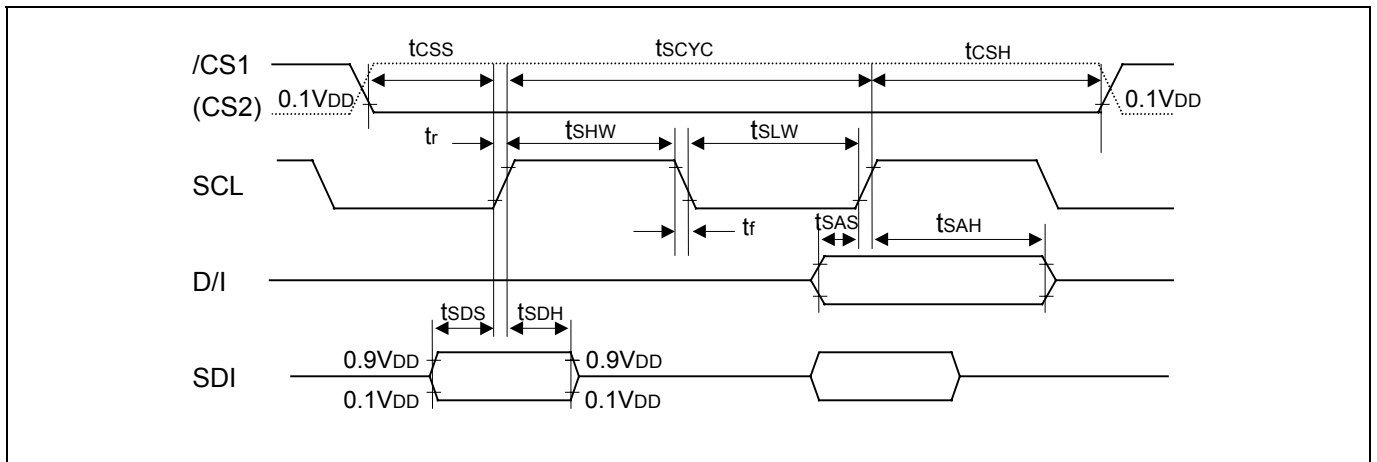 tCSS tSCYC tCSH
/CS1
(CS2) 0.1VDD 0.1VDD
tr tSHW tSLW
SCL
tf tSAS tSAH
D/I
tSDS tSDH
0.9VDD 0.9VDD
SDI
0.1VDD 0.1VDD